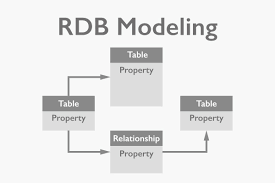 RDB Modeling
Table
Property
Table
Property
Table
Property
Relationship
Property